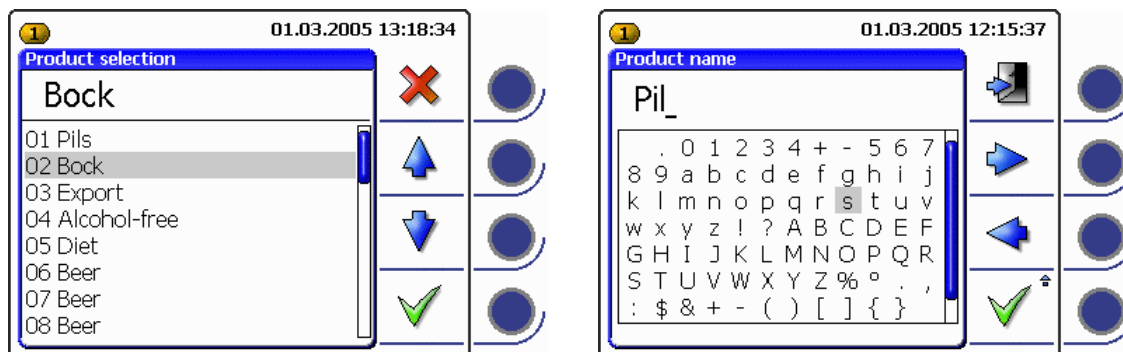 1
01.03.2005 13:18:34
Product selection
Bock
01 Pils
02 Bock
03 Export
04 Alcohol-free
05 Diet
06 Beer
07 Beer
08 Beer
1
01.03.2005 12:15:37
Product name
Pil_
. 0 1 2 3 4 + - 5 6 7
8 9 a b c d e f g h i j
k l m n o p q r s t u v
w x y z ! ? A B C D E F
G H I J K L M N O P Q R
S T U V W X Y Z % ° . ,
: $ & + - ( ) [ ] { }